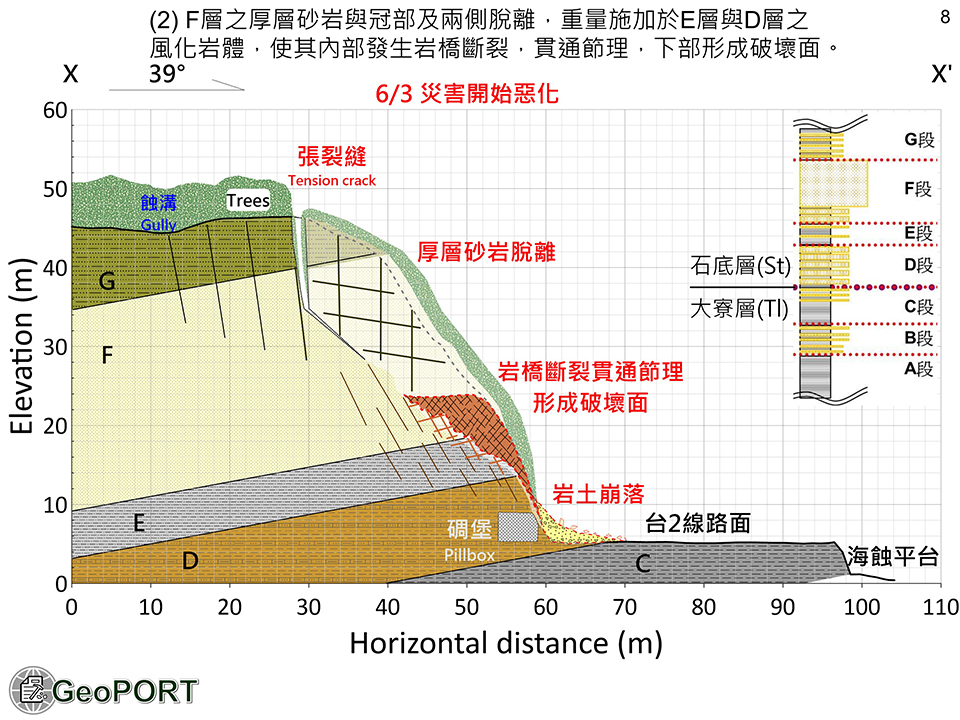 (2) F層之厚層砂岩與冠部及兩側脫離，重量施加於E層與D層之
風化岩體，使其內部發生岩橋斷裂，貫通節理，下部形成破壞面。
8
X
39°
X'
6/3 災害開始惡化
張裂縫
Tension crack
蝕溝
Gully
Trees
厚層砂岩脫離
岩橋斷裂貫通節理
形成破壞面
岩土崩落
碉堡
Pillbox
台2線路面
海蝕平台
G
F
E
D
C
G段
F段
E段
D段
C段
B段
A段
石底層(St)
大寮層(Tl)
Elevation (m)
60
50
40
30
20
10
0
0 10 20 30 40 50 60 70 80 90 100 110
Horizontal distance (m)
GeoPORT